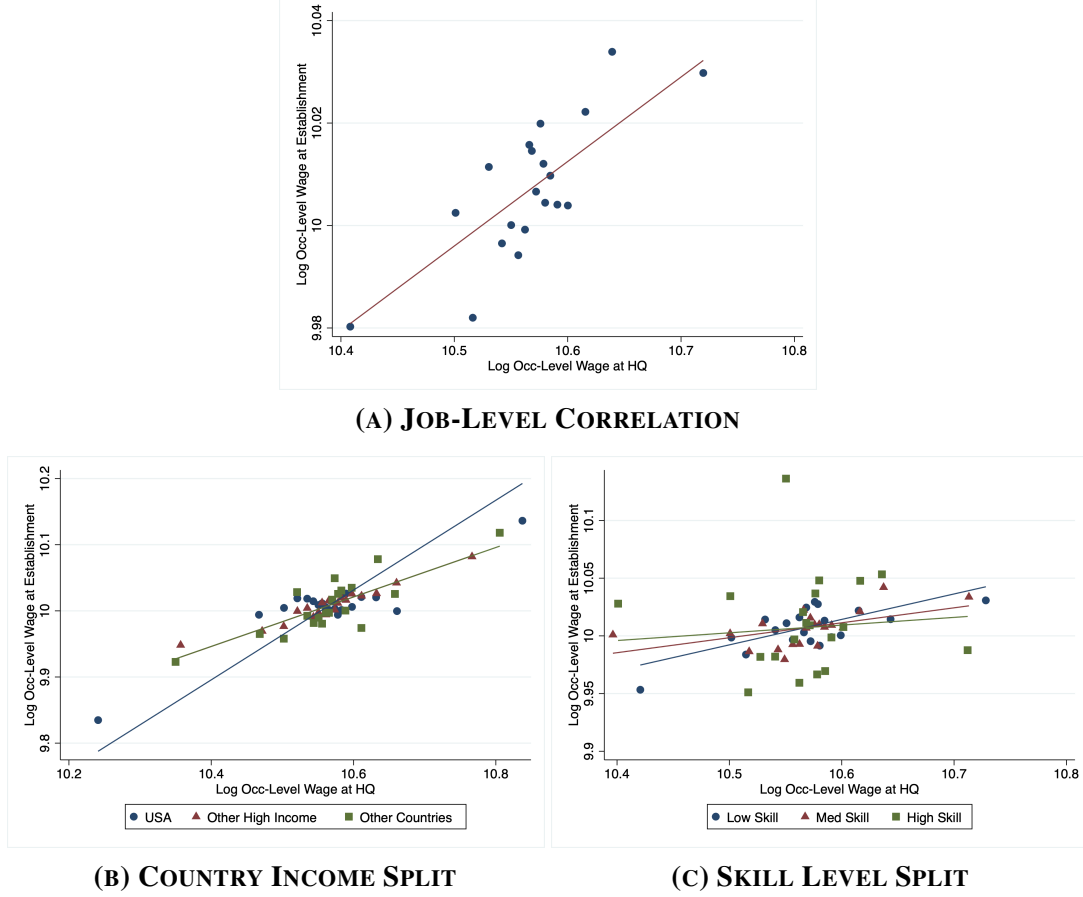 10.04
10.02
10
9.98
Log Occ-Level Wage at Establishment
10.4 10.5 10.6 10.7 10.8
Log Occ-Level Wage at HQ
(A) JOB-LEVEL CORRELATION
10.2
10.1
10
9.9
9.8
Log Occ-Level Wage at Establishment
10.2 10.4 10.6 10.8
Log Occ-Level Wage at HQ
USA Other High Income Other Countries
(B) COUNTRY INCOME SPLIT
10.1
10.05
10.0
9.95
9.9
Log Occ-Level Wage at Establishment
10.4 10.5 10.6 10.7 10.8
Log Occ-Level Wage at HQ
Low Skill Med Skill High Skill
(C) SKILL LEVEL SPLIT